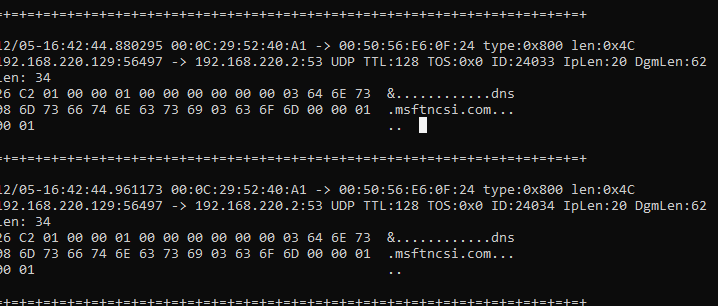 =+=+=+=+=+=+=+=+=+=+=+=+=+=+=+=+=+=+=+=+=+=+=+=+=+=+=+=+=+=+=+=+=+=+=+=+=+
12/05-16:42:44.880295 00:0C:29:52:40:A1 -> 00:50:56:E6:0F:24 type:0x800 len:0x4C
192.168.220.129:56497 -> 192.168.220.2:53 UDP TTL:128 TOS:0x0 ID:24033 IpLen:20 DgmLen:62
Len: 34
26 C2 01 00 00 01 00 00 00 00 00 00 03 64 6E 73  &............dns
08 6D 73 66 74 6E 63 73 69 03 63 6F 6D 00 00 01  .msftncsi.com...
00 01                                            ..
=+=+=+=+=+=+=+=+=+=+=+=+=+=+=+=+=+=+=+=+=+=+=+=+=+=+=+=+=+=+=+=+=+=+=+=+=+
12/05-16:42:44.961173 00:0C:29:52:40:A1 -> 00:50:56:E6:0F:24 type:0x800 len:0x4C
192.168.220.129:56497 -> 192.168.220.2:53 UDP TTL:128 TOS:0x0 ID:24034 IpLen:20 DgmLen:62
Len: 34
26 C2 01 00 00 01 00 00 00 00 00 00 03 64 6E 73  &............dns
08 6D 73 66 74 6E 63 73 69 03 63 6F 6D 00 00 01  .msftncsi.com...
00 01                                            ..
=+=+=+=+=+=+=+=+=+=+=+=+=+=+=+=+=+=+=+=+=+=+=+=+=+=+=+=+=+=+=+=+=+=+=+=+=+